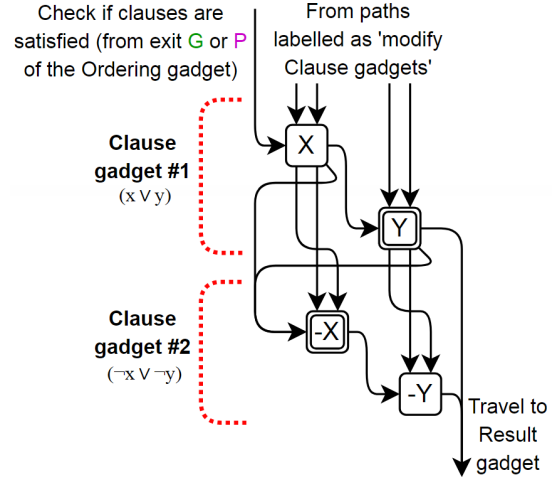 Check if clauses are
satisfied (from exit G or P
of the Ordering gadget)
From paths
labelled as 'modify
Clause gadgets'
Clause
gadget #1
(x ∨ y)
X
Y
Clause
gadget #2
(¬x ∨ ¬y)
-X
-Y
Travel to
Result
gadget